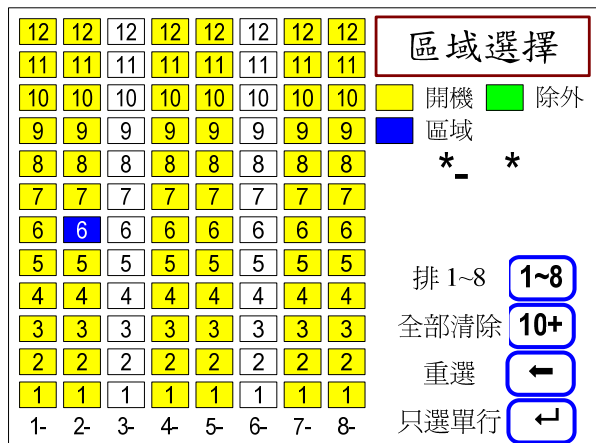 12 12 12 12 12 12 12 12
11 11 11 11 11 11 11 11
10 10 10 10 10 10 10 10
9 9 9 9 9 9 9 9
8 8 8 8 8 8 8 8
7 7 7 7 7 7 7 7
6 6 6 6 6 6 6 6
5 5 5 5 5 5 5 5
4 4 4 4 4 4 4 4
3 3 3 3 3 3 3 3
2 2 2 2 2 2 2 2
1 1 1 1 1 1 1 1
1- 2- 3- 4- 5- 6- 7- 8-
區域選擇
開機 除外
區域
*- *
排 1~8 1~8
全部清除 10+
重選 ←
只選單行 ↵